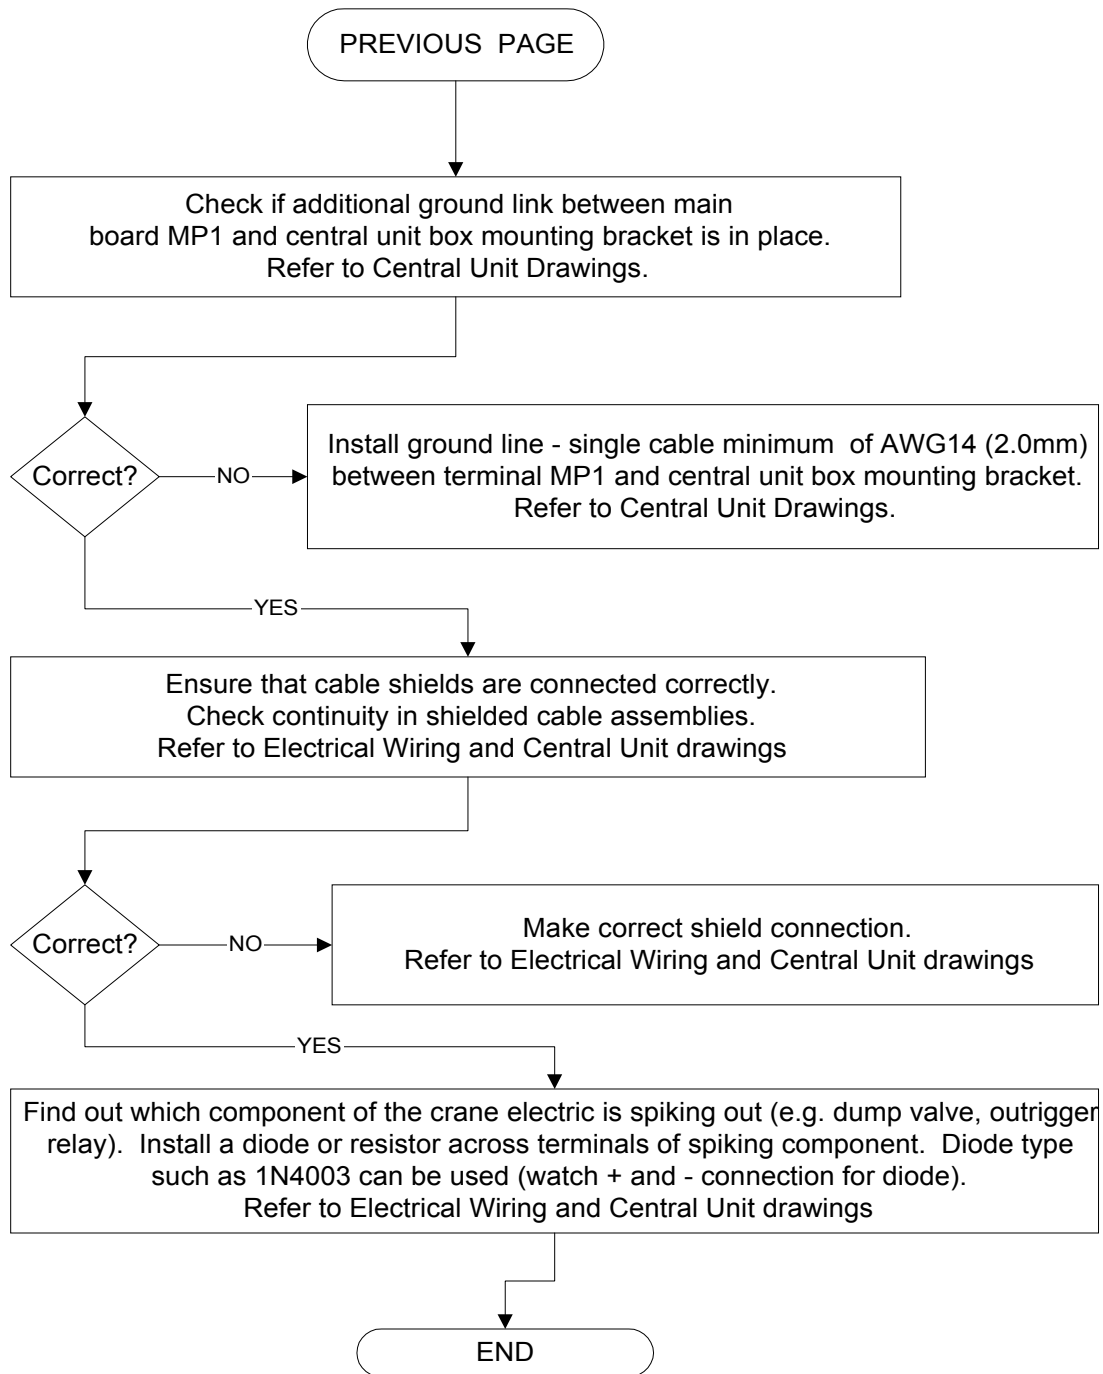 PREVIOUS  PAGE
Check if additional ground link between main
board MP1 and central unit box mounting bracket is in place.
Refer to Central Unit Drawings.
Correct?
NO
Install ground line - single cable minimum  of AWG14 (2.0mm)
between terminal MP1 and central unit box mounting bracket.
Refer to Central Unit Drawings.
YES
Ensure that cable shields are connected correctly.
Check continuity in shielded cable assemblies.
Refer to Electrical Wiring and Central Unit drawings
Correct?
NO
Make correct shield connection.
Refer to Electrical Wiring and Central Unit drawings
YES
Find out which component of the crane electric is spiking out (e.g. dump valve, outrigger
relay).  Install a diode or resistor across terminals of spiking component.  Diode type
such as 1N4003 can be used (watch + and - connection for diode).
Refer to Electrical Wiring and Central Unit drawings
END